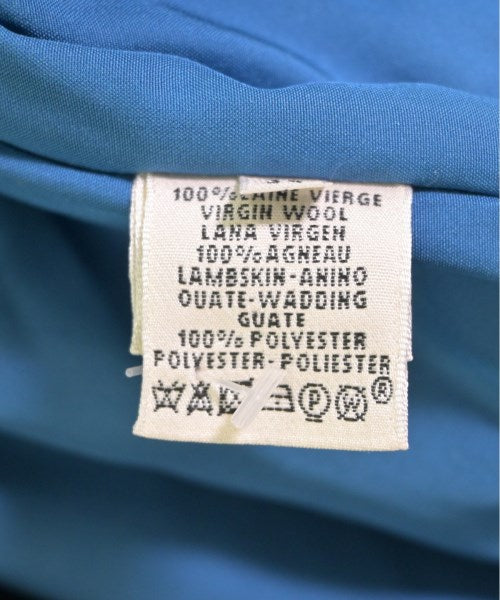 100% LAINE VIERGE
VIRGIN WOOL
LANA VIRGEN
100% AGNEAU
LAMBSKIN-ANINO
OUATE-WADDING
GUATE
100% POLYESTER
POLYESTER-POLIESTER
P W ®